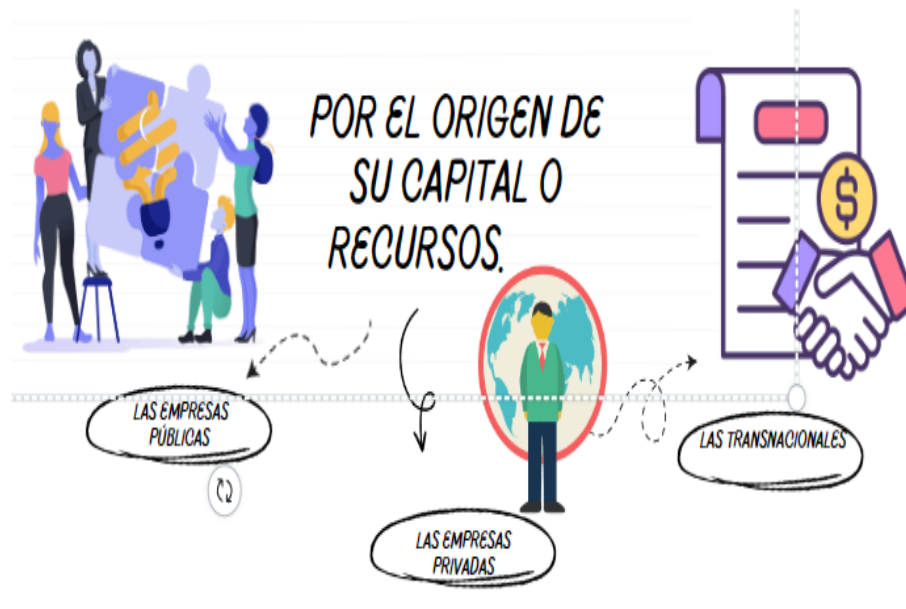 POR EL ORIGEN DE
SU CAPITAL O
RECURSOS.
$
LAS EMPRESAS
PÚBLICAS
LAS TRANSNACIONALES
LAS EMPRESAS
PRIVADAS